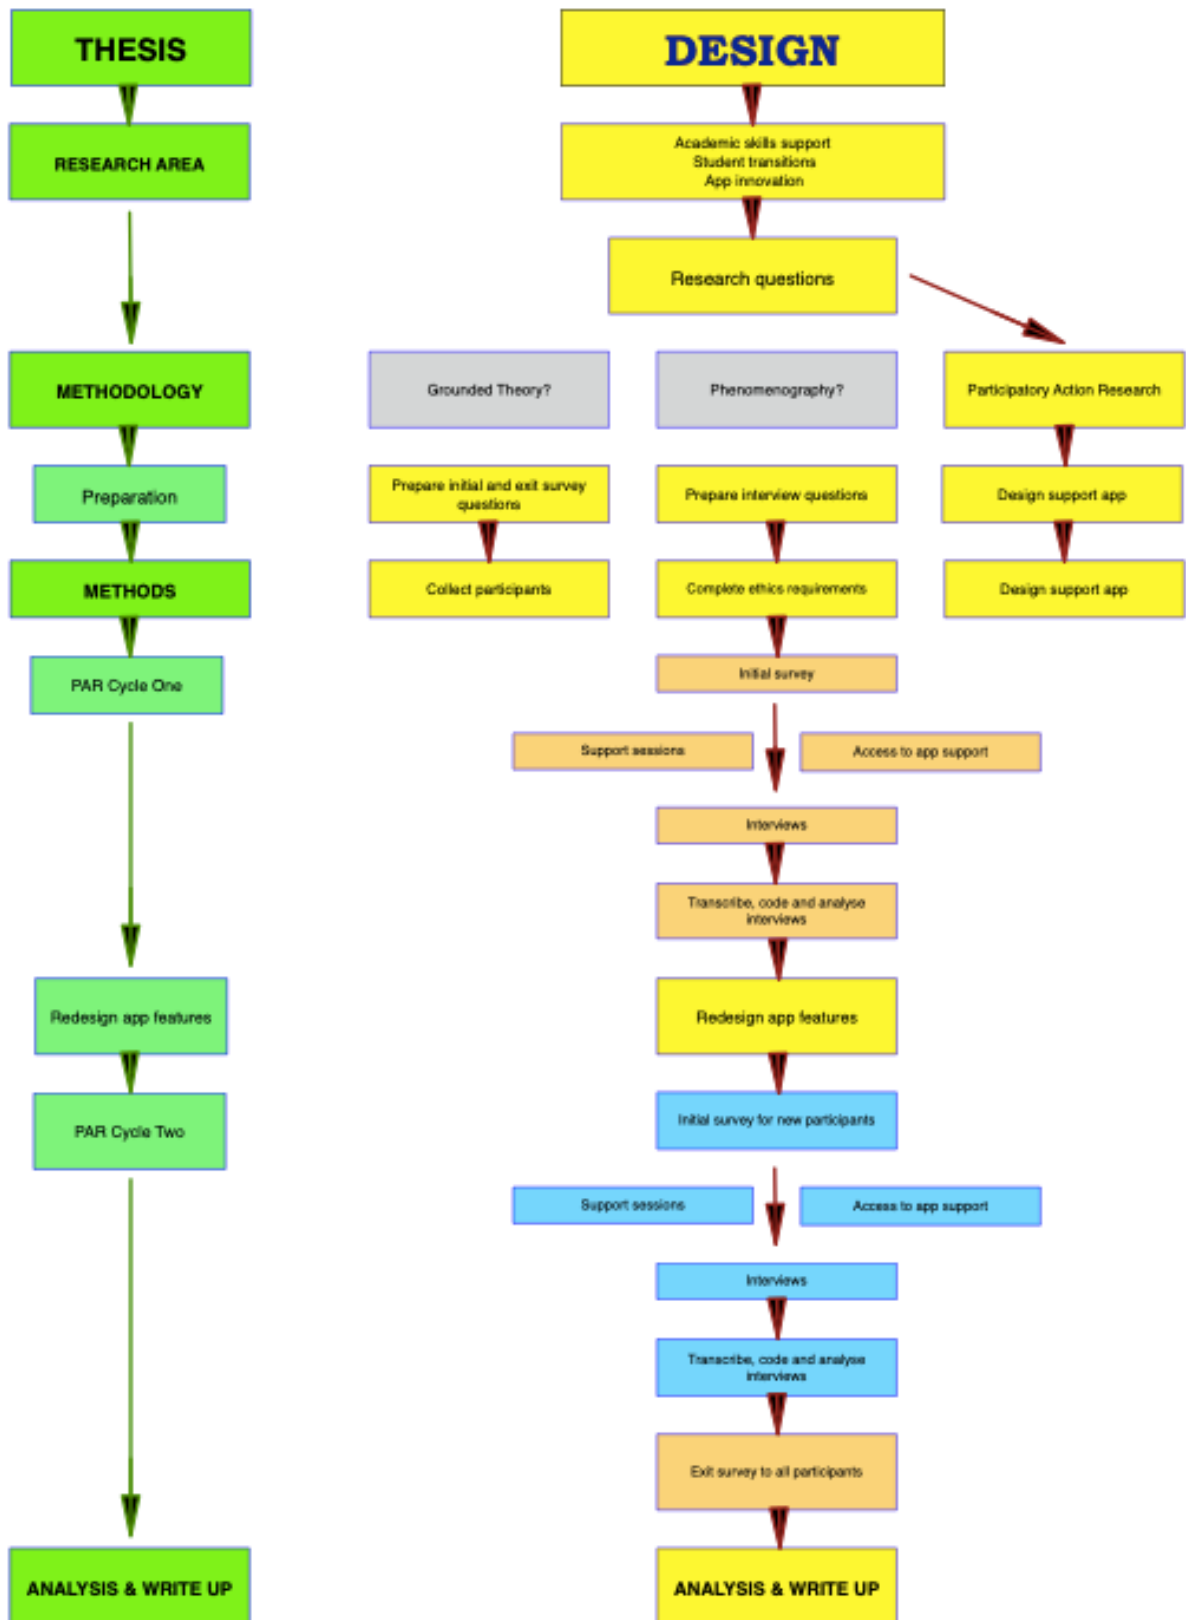 THESIS
DESIGN
RESEARCH AREA
Academic skills support
Student transitions
App innovation
Research questions
METHODOLOGY
Grounded Theory?
Phenomenography?
Participatory Action Research
Preparation
Prepare initial and exit survey
questions
Prepare interview questions
Design support app
METHODS
Collect participants
Complete ethics requirements
Design support app
PAR Cycle One
Initial survey
Support sessions
Access to app support
Interviews
Transcribe, code and analyse
interviews
Redesign app features
Redesign app features
PAR Cycle Two
Initial survey for new participants
Support sessions
Access to app support
Interviews
Transcribe, code and analyse
interviews
Exit survey to all participants
ANALYSIS & WRITE UP
ANALYSIS & WRITE UP